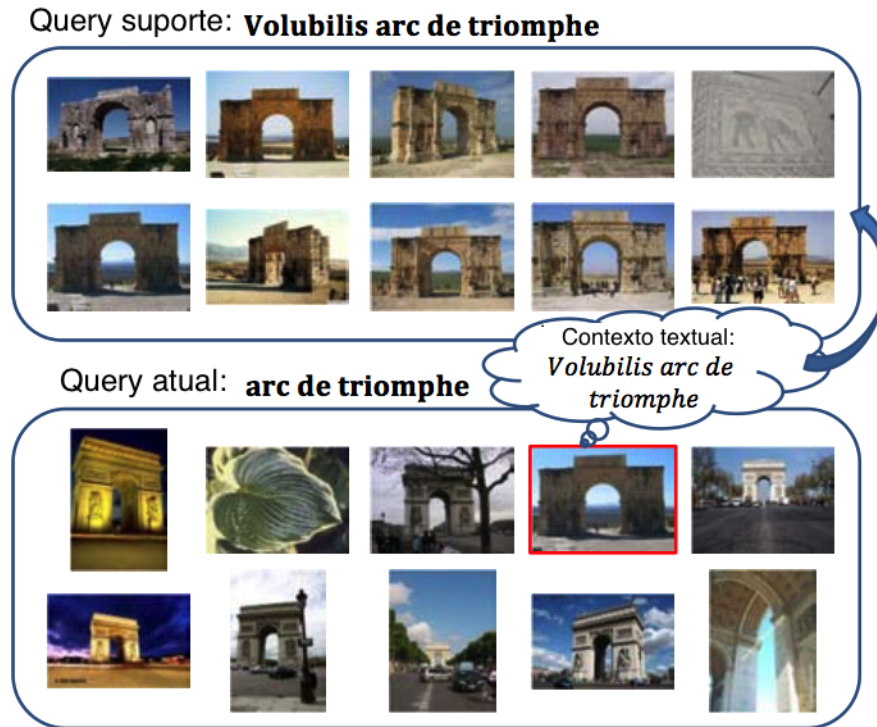 Query suporte: Volubilis arc de triomphe
Contexto textual:
Volubilis arc de
triomphe
Query atual: arc de triomphe